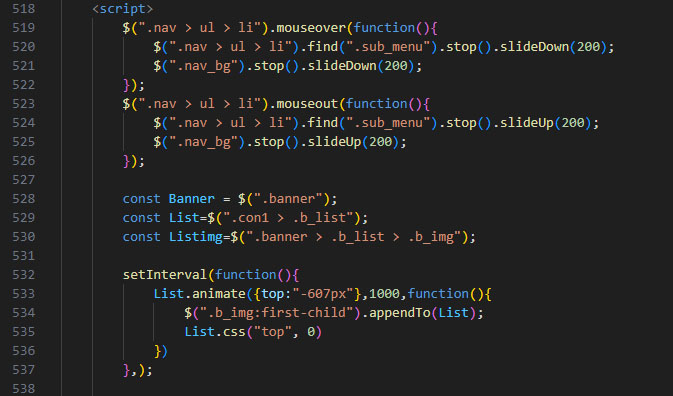 518 <script>
519 $(".nav > ul > li").mouseover(function(){
520 $(".nav > ul > li").find(".sub_menu").stop().slideDown(200);
521 $(".nav_bg").stop().slideDown(200);
522 });
523 $(".nav > ul > li").mouseout(function(){
524 $(".nav > ul > li").find(".sub_menu").stop().slideUp(200);
525 $(".nav_bg").stop().slideUp(200);
526 });
527
528 const Banner = $(".banner");
529 const List=$(".con1 > .b_list");
530 const Listimg=$(".banner > .b_list > .b_img");
531
532 setInterval(function(){
533 List.animate({top:"-607px"},1000,function(){
534 $(".b_img:first-child").appendTo(List);
535 List.css("top", 0)
536 })
537 },);
538